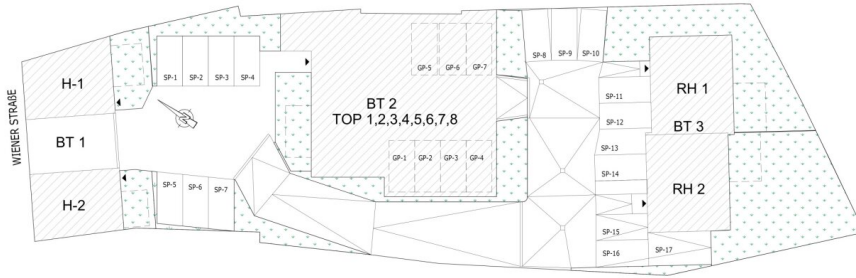 WIENER STRASSE
H-1
BT 1
H-2
SP-1 SP-2 SP-3 SP-4
SP-5 SP-6 SP-7
GP-5 GP-6 GP-7
BT 2
TOP 1,2,3,4,5,6,7,8
GP-1 GP-2 GP-3 GP-4
SP-8 SP-9 SP-10
SP-11
SP-12
SP-13
SP-14
SP-15
SP-16
SP-17
RH 1
BT 3
RH 2